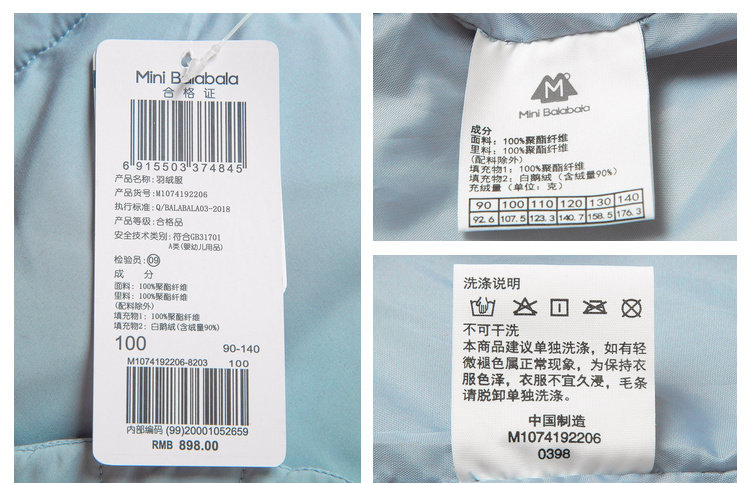 Mini Balabala
合格证
6 915503 374845
产品名称: 羽绒服
产品货号: M1074192206
执行标准: Q/BALABALA03-2018
产品等级: 合格品
安全技术类别: 符合GB31701
A类(婴幼儿用品)
检验员: 09
成 分
面料: 100%聚酯纤维
里料: 100%聚酯纤维
(配料除外)
填充物1: 100%聚酯纤维
填充物2: 白鹅绒(含绒量90%)
100 90-140
M1074192206-8203 100
内部编码 (99)20001052659
RMB 898.00
M
Mini Balabala
成分
面料: 100%聚酯纤维
里料: 100%聚酯纤维
(配料除外)
填充物1: 100%聚酯纤维
填充物2: 白鹅绒 (含绒量90%)
充绒量 (单位: 克)
90 100 110 120 130 140
92.6 107.5 123.3 140.7 158.5 176.3
洗涤说明
不可干洗
本商品建议单独洗涤, 如有轻
微褪色属正常现象, 为保持衣
服色泽, 衣服不宜久浸, 毛条
请脱卸单独洗涤.
中国制造
M1074192206
0398